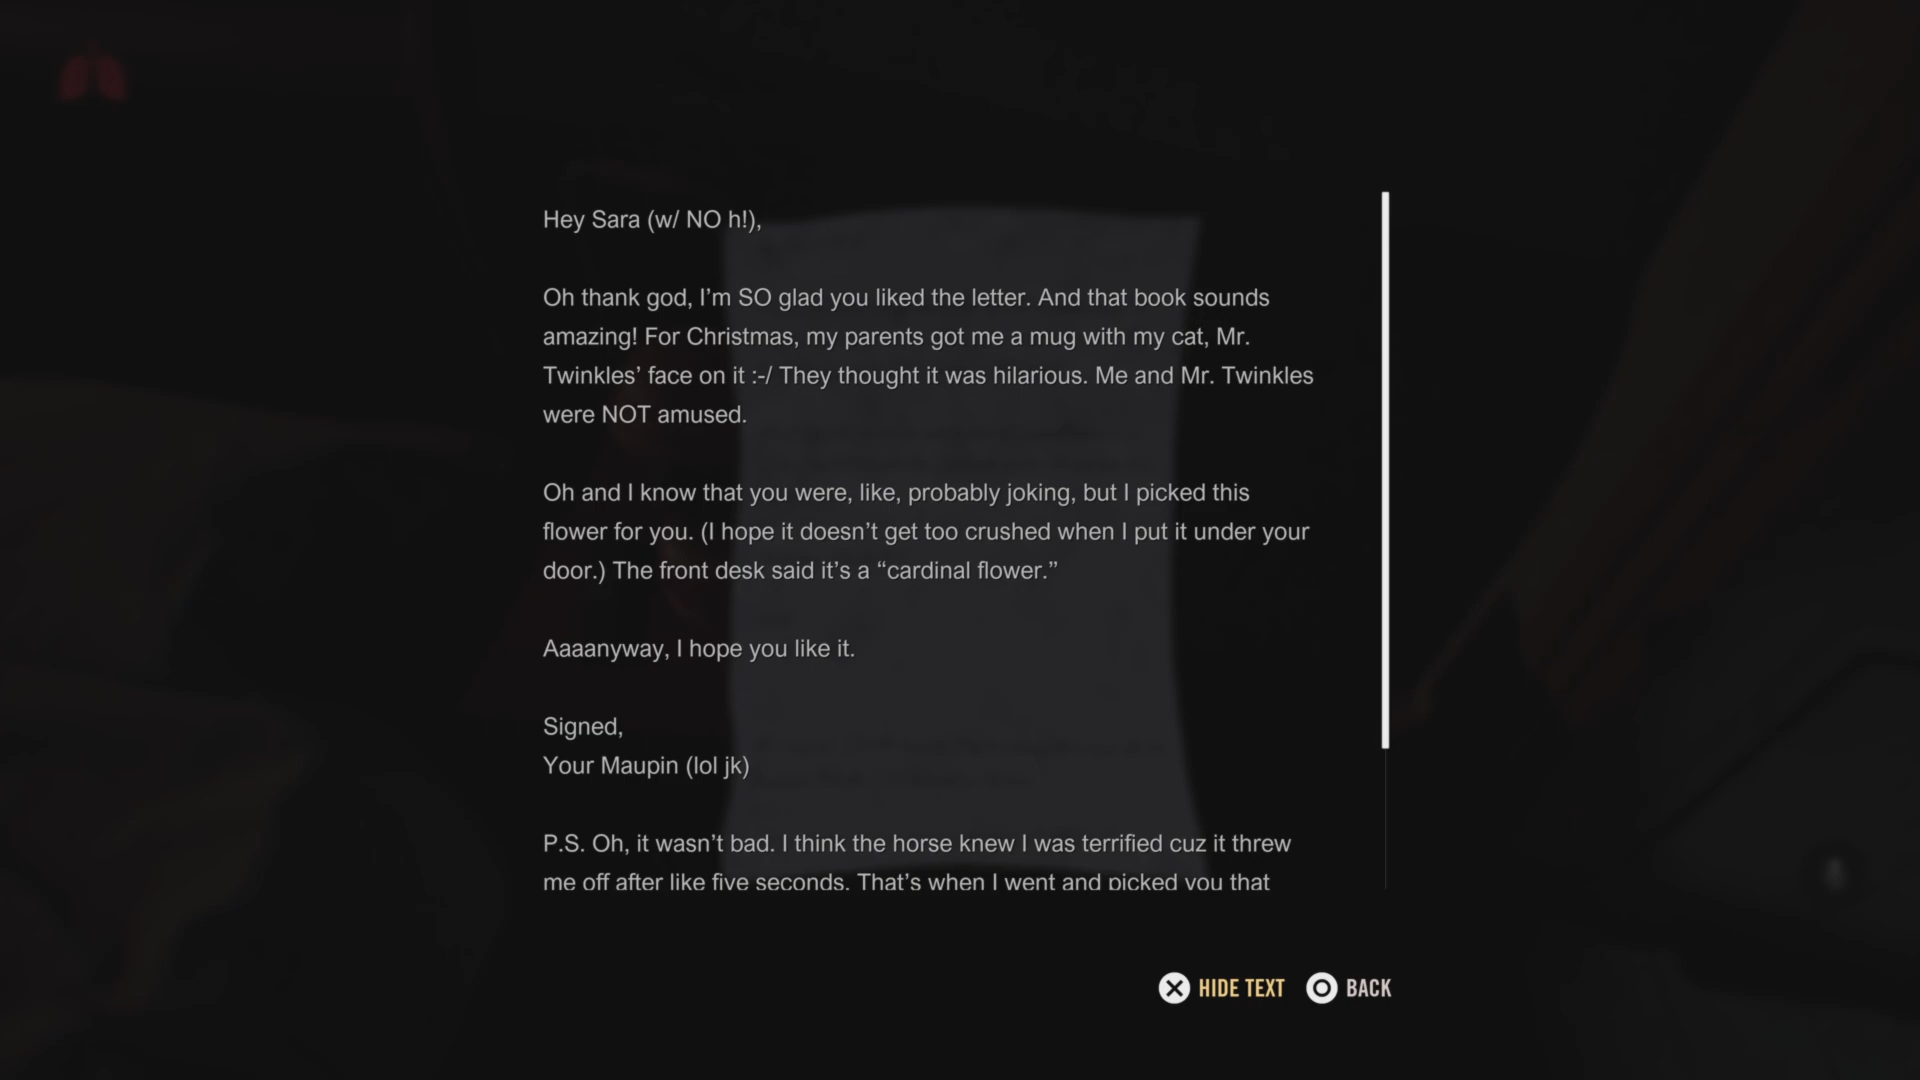 Hey Sara (w/ NO h!),
Oh thank god, I’m SO glad you liked the letter. And that book sounds
amazing! For Christmas, my parents got me a mug with my cat, Mr.
Twinkles’ face on it :-/ They thought it was hilarious. Me and Mr. Twinkles
were NOT amused.
Oh and I know that you were, like, probably joking, but I picked this
flower for you. (I hope it doesn’t get too crushed when I put it under your
door.) The front desk said it’s a “cardinal flower.”
Aaaanyway, I hope you like it.
Signed,
Your Maupin (lol jk)
P.S. Oh, it wasn’t bad. I think the horse knew I was terrified cuz it threw
me off after like five seconds. That’s when I went and picked you that
HIDE TEXT BACK